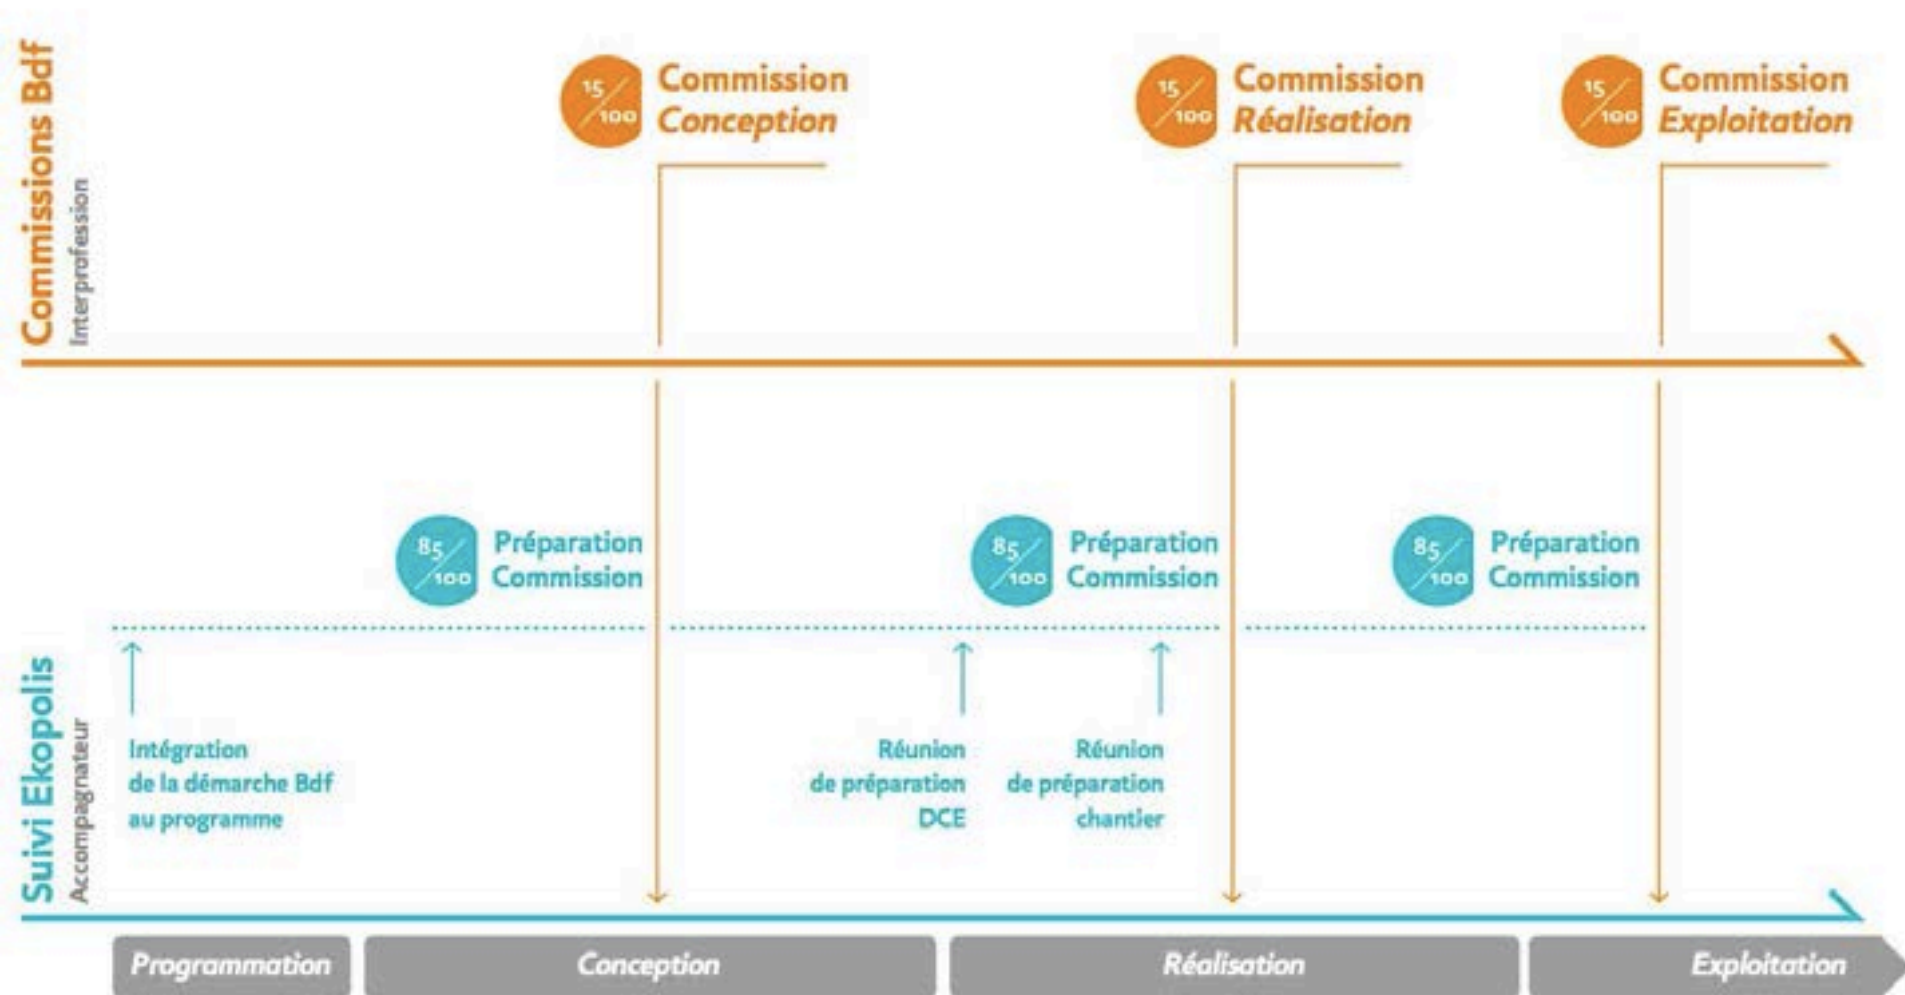 Commissions Bdf
Interprofession
15/100
Commission
Conception
15/100
Commission
Réalisation
15/100
Commission
Exploitation
Suivi Ekopolis
Accompagnateur
85/100
Préparation
Commission
85/100
Préparation
Commission
85/100
Préparation
Commission
Intégration
de la démarche Bdf
au programme
Réunion
de préparation
DCE
Réunion
de préparation
chantier
Programmation
Conception
Réalisation
Exploitation